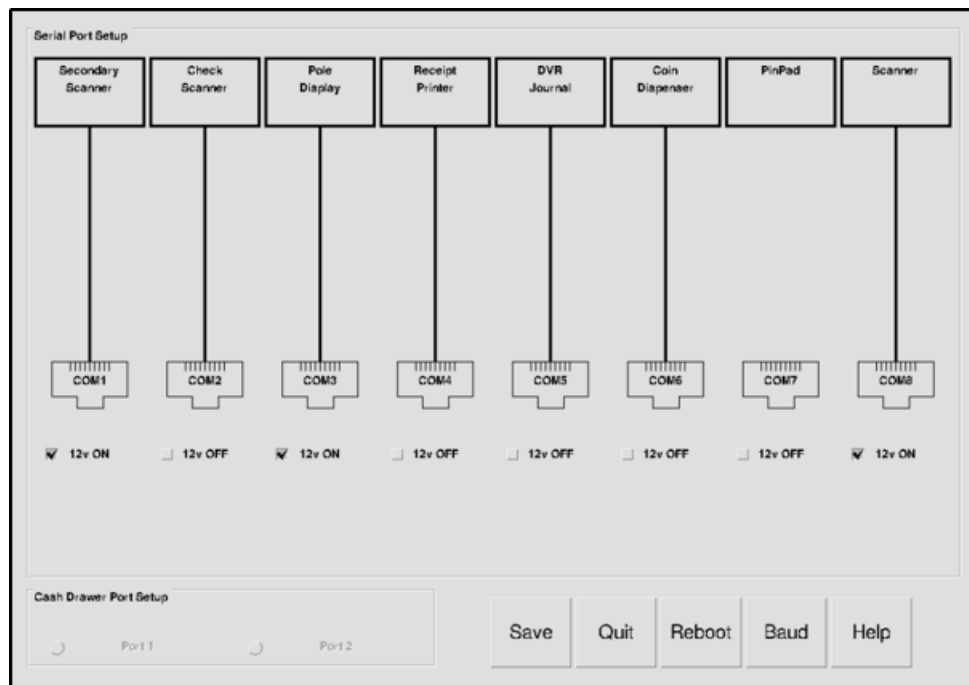 Serial Port Setup
Secondary
Scanner
Check
Scanner
Pole
Display
Receipt
Printer
DVR
Journal
Coin
Dispenser
PinPad
Scanner
COM1
COM2
COM3
COM4
COM5
COM6
COM7
COM8
12v ON
12v OFF
12v ON
12v OFF
12v OFF
12v OFF
12v OFF
12v ON
Cash Drawer Port Setup
Port 1
Port 2
Save
Quit
Reboot
Baud
Help